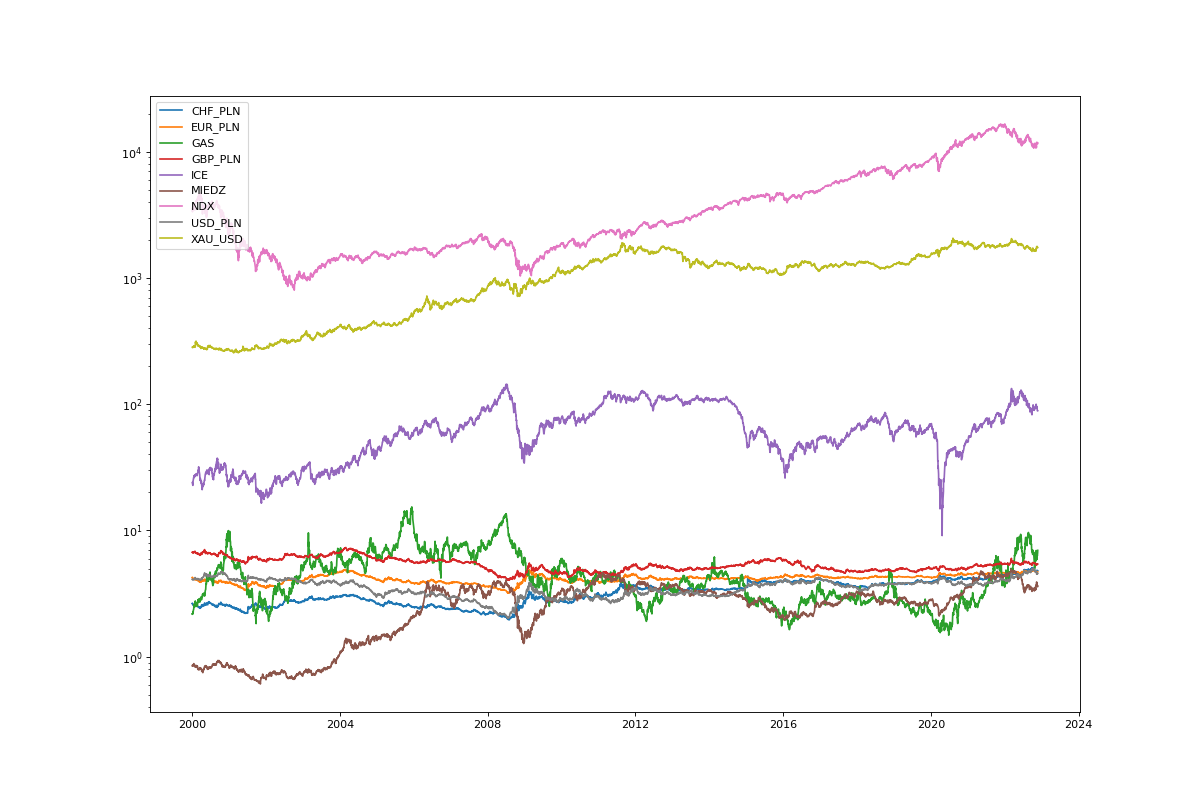 CHF_PLN
EUR_PLN
GAS
GBP_PLN
ICE
MIEDZ
NDX
USD_PLN
XAU_USD
10^4
10^3
10^2
10^1
10^0
2000 2004 2008 2012 2016 2020 2024